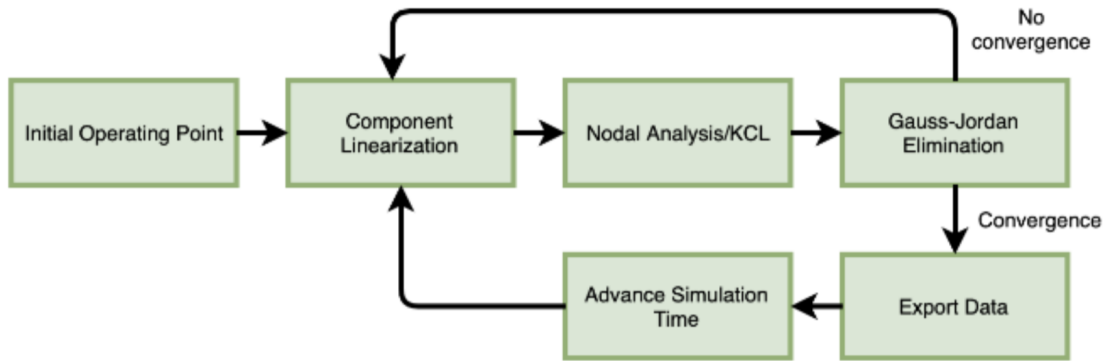 No
convergence
Initial Operating Point
Component
Linearization
Nodal Analysis/KCL
Gauss-Jordan
Elimination
Convergence
Advance Simulation
Time
Export Data